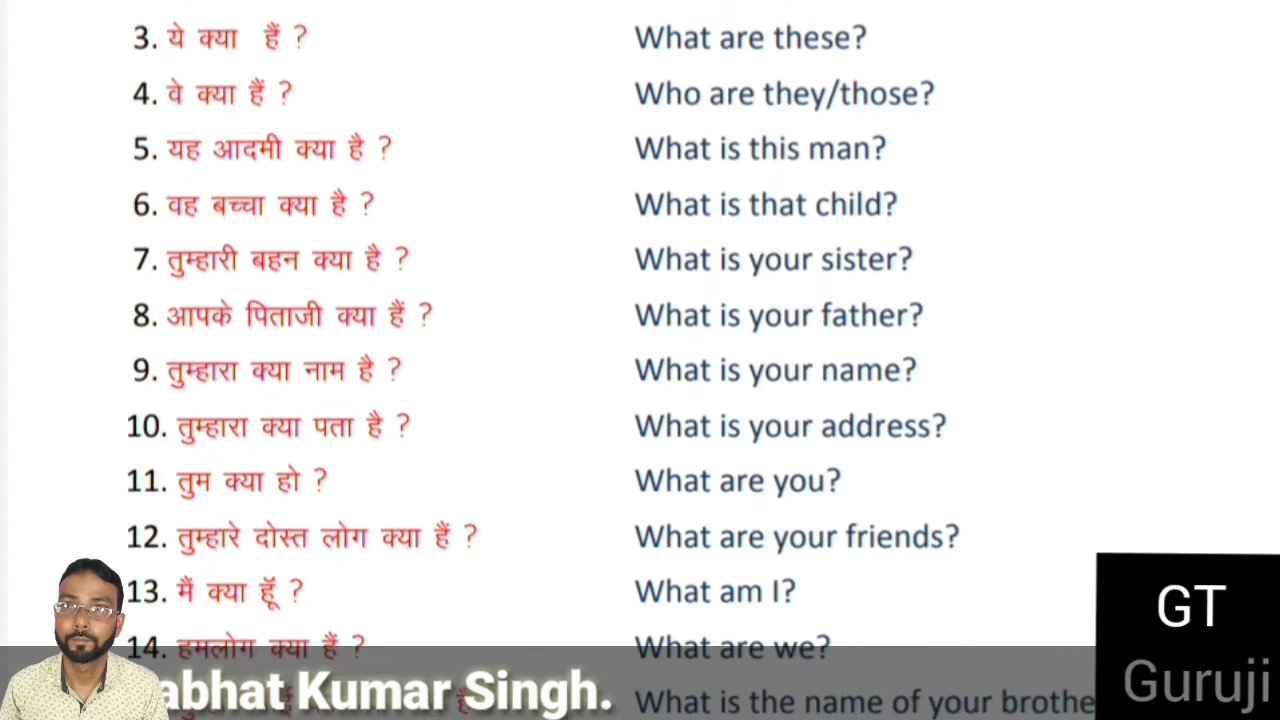 3. ये क्या हैं ? What are these?
4. वे क्या हैं ? Who are they/those?
5. यह आदमी क्या है ? What is this man?
6. वह बच्चा क्या है ? What is that child?
7. तुम्हारी बहन क्या है ? What is your sister?
8. आपके पिताजी क्या हैं ? What is your father?
9. तुम्हारा क्या नाम है ? What is your name?
10. तुम्हारा क्या पता है ? What is your address?
11. तुम क्या हो ? What are you?
12. तुम्हारे दोस्त लोग क्या हैं ? What are your friends?
13. मैं क्या हूॅं ? What am I?
14. हमलोग क्या हैं ? What are we?
What is the name of your brothe
abhat Kumar Singh.
GT
Guruji